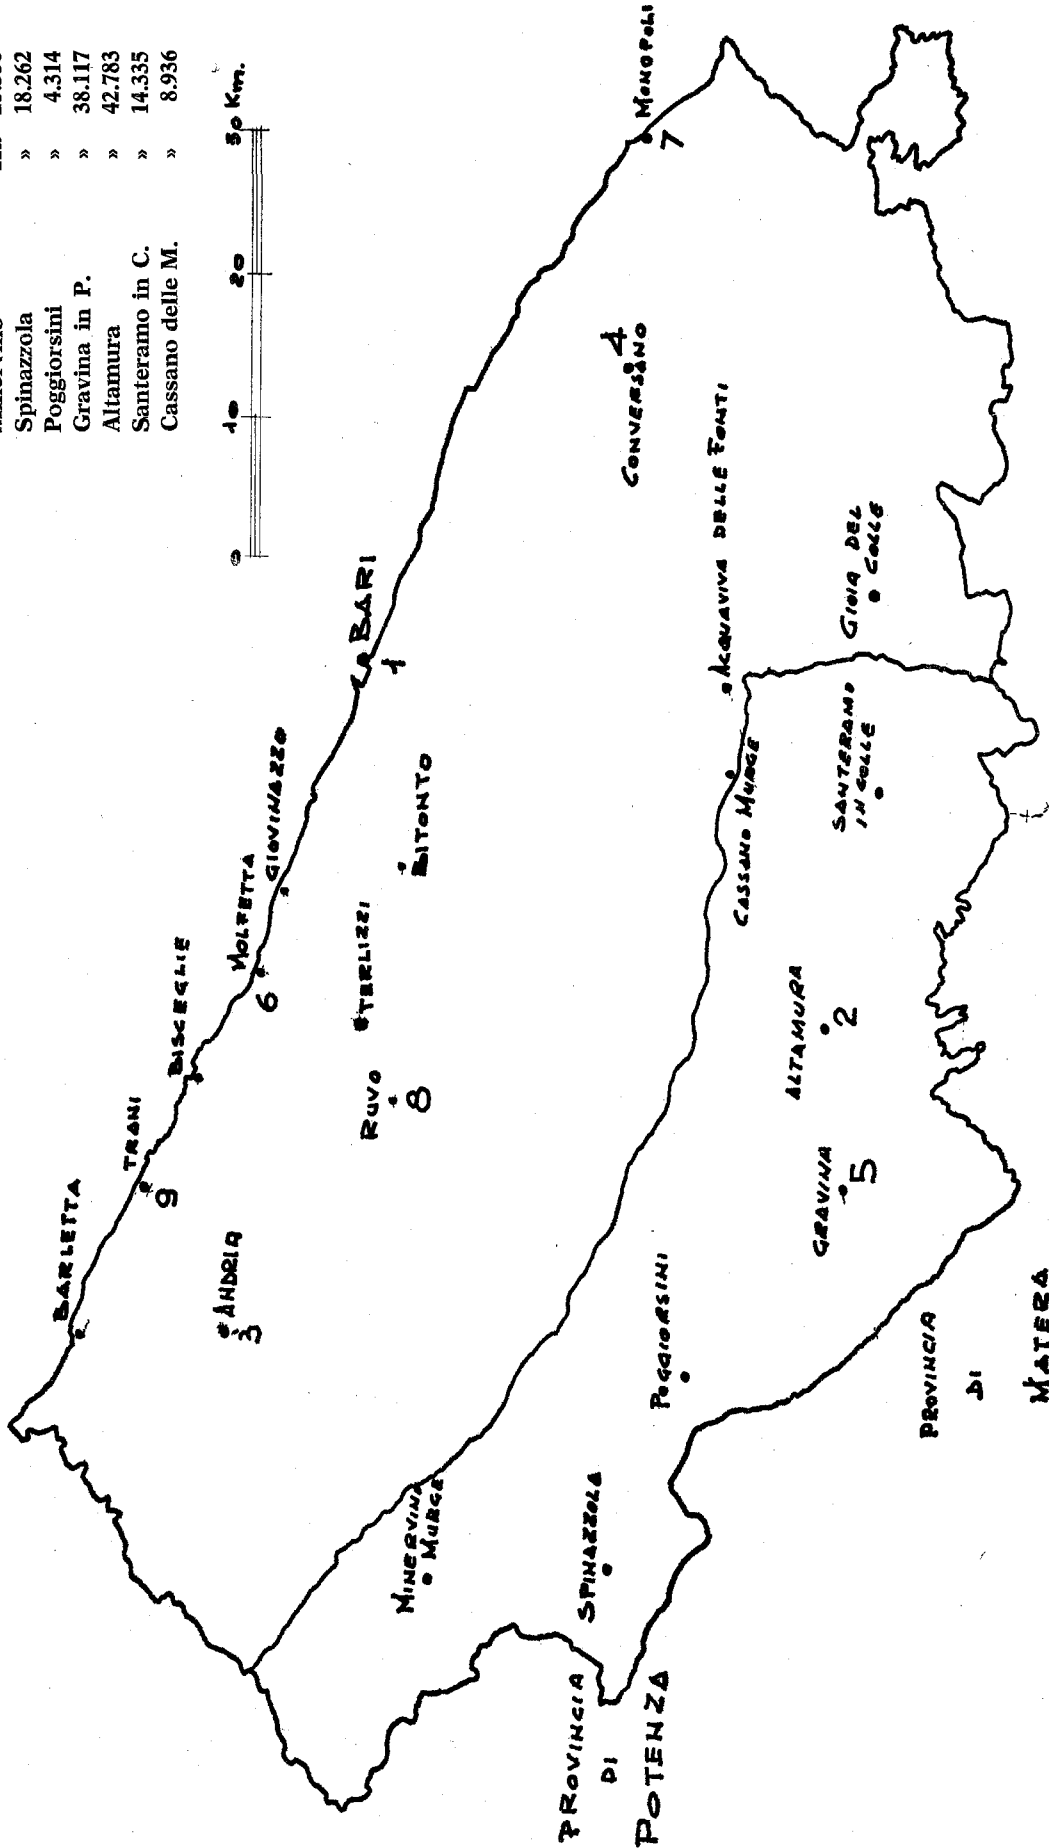 Spinazzola » 18.262
Poggiorsini » 4.314
Gravina in P. » 38.117
Altamura » 42.783
Santeramo in C. » 14.335
Cassano delle M. » 8.936
0 10 20 30 Km.
BARLETTA
TRANI
9
BISCEGLIE
ANDRIA
3
MOLFETTA
6
GIOVINAZZO
TERLIZZI
RUVO
8
BITONTO
BARI
1
MINERVINA
MURGE
CONVERSANO
4
MONOPOLI
7
SPINAZZOLA
POGGIORSINI
ACQUAVIVA DELLE FONTI
CASSANO MURGE
ALTAMURA
2
GRAVINA
5
SANTERAMO
IN COLLE
GIOIA DEL
COLLE
PROVINCIA
DI
POTENZA
PROVINCIA
DI
MATERA